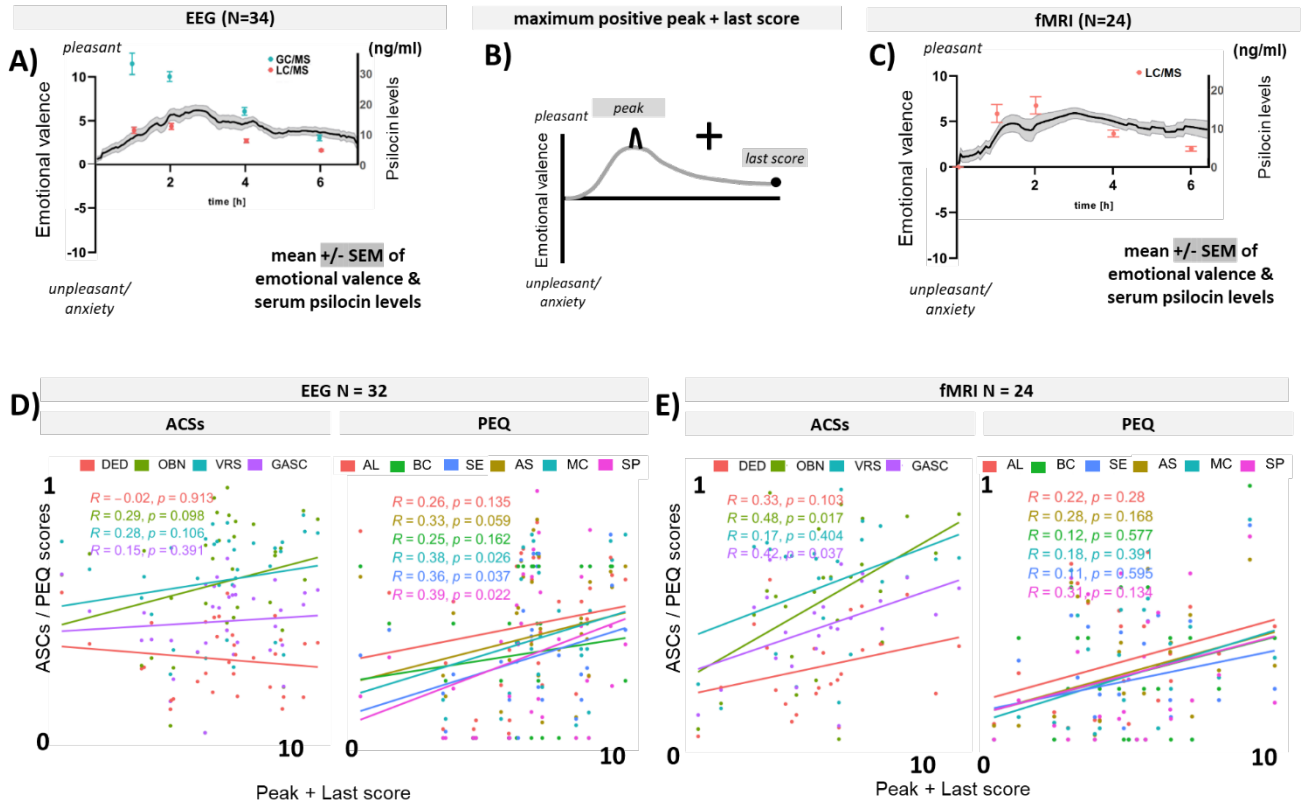 EEG (N=34)
A)
pleasant
(ng/ml)
GC/MS
LC/MS
10
5
0
-5
-10
30
20
10
0
2
4
6
time [h]
Emotional valence
Psilocin levels
unpleasant/
anxiety
mean +/- SEM of
emotional valence &
serum psilocin levels
maximum positive peak + last score
B)
pleasant
peak
+
last score
Emotional valence
unpleasant/
anxiety
fMRI (N=24)
C)
pleasant
(ng/ml)
LC/MS
10
5
0
-5
-10
20
10
0
2
4
6
time [h]
Emotional valence
Psilocin levels
unpleasant/
anxiety
mean +/- SEM of
emotional valence &
serum psilocin levels
D)
EEG N = 32
ACSs
DED OBN VRS GASC
R = −0.02, p = 0.913
R = 0.29, p = 0.098
R = 0.28, p = 0.106
R = 0.15, p = 0.391
1
0
10
ASCs / PEQ scores
PEQ
AL BC SE AS MC SP
R = 0.26, p = 0.135
R = 0.33, p = 0.059
R = 0.25, p = 0.162
R = 0.38, p = 0.026
R = 0.36, p = 0.037
R = 0.39, p = 0.022
0
10
Peak + Last score
E)
fMRI N = 24
ACSs
DED OBN VRS GASC
R = 0.33, p = 0.103
R = 0.48, p = 0.017
R = 0.17, p = 0.404
R = 0.42, p = 0.037
1
0
10
ASCs / PEQ scores
PEQ
AL BC SE AS MC SP
R = 0.22, p = 0.28
R = 0.28, p = 0.168
R = 0.12, p = 0.577
R = 0.18, p = 0.391
R = 0.11, p = 0.595
R = 0.31, p = 0.134
1
0
10
Peak + Last score